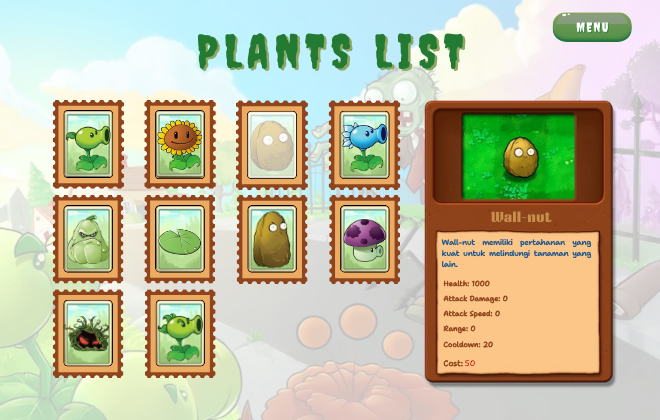 PLANTS LIST
MENU
Wall-nut
Wall-nut memiliki pertahanan yang
kuat untuk melindungi tanaman yang
lain.
Health: 1000
Attack Damage: 0
Attack Speed: 0
Range: 0
Cooldown: 20
Cost: 50